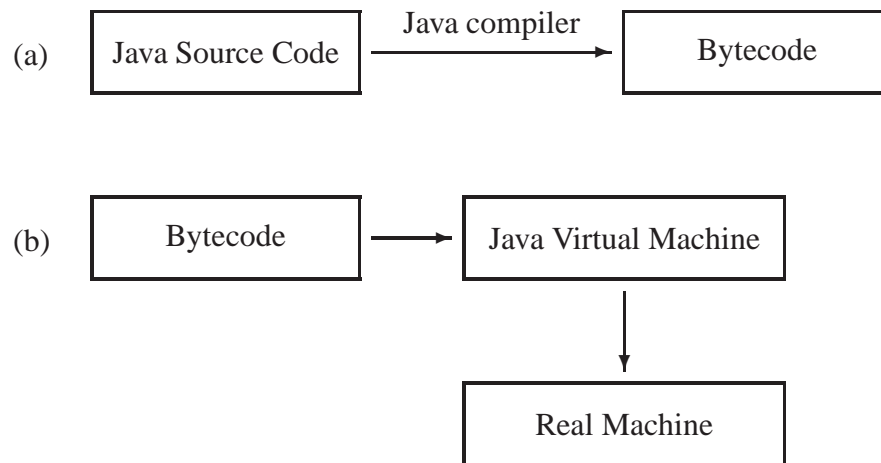 Java compiler
(a) Java Source Code Bytecode
(b) Bytecode Java Virtual Machine
Real Machine